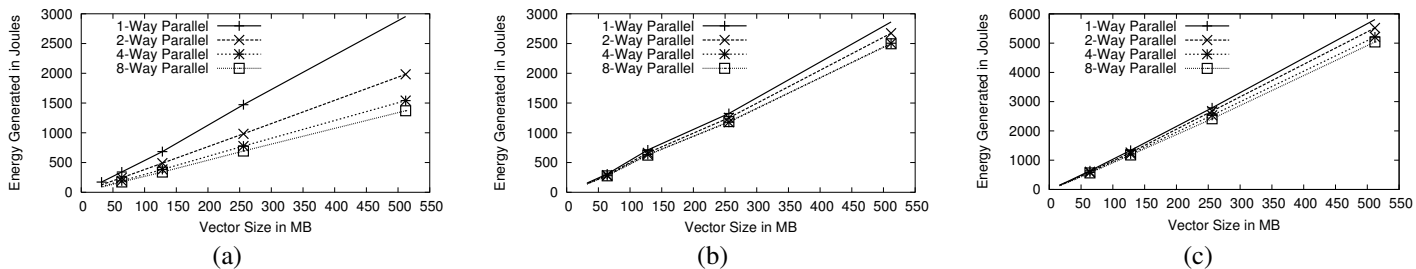 Energy Generated in Joules
3000
2500
2000
1500
1000
500
0
1-Way Parallel
2-Way Parallel
4-Way Parallel
8-Way Parallel
0 50 100 150 200 250 300 350 400 450 500 550
Vector Size in MB
(a)
Energy Generated in Joules
3000
2500
2000
1500
1000
500
0
1-Way Parallel
2-Way Parallel
4-Way Parallel
8-Way Parallel
0 50 100 150 200 250 300 350 400 450 500 550
Vector Size in MB
(b)
Energy Generated in Joules
6000
5000
4000
3000
2000
1000
0
1-Way Parallel
2-Way Parallel
4-Way Parallel
8-Way Parallel
0 50 100 150 200 250 300 350 400 450 500 550
Vector Size in MB
(c)